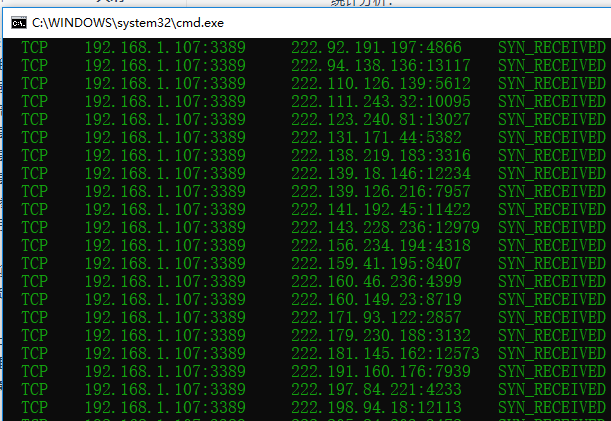 统计分析:
C:\WINDOWS\system32\cmd.exe
TCP 192.168.1.107:3389 222.92.191.197:4866 SYN_RECEIVED
TCP 192.168.1.107:3389 222.94.138.136:13117 SYN_RECEIVED
TCP 192.168.1.107:3389 222.110.126.139:5612 SYN_RECEIVED
TCP 192.168.1.107:3389 222.111.243.32:10095 SYN_RECEIVED
TCP 192.168.1.107:3389 222.123.240.81:13027 SYN_RECEIVED
TCP 192.168.1.107:3389 222.131.171.44:5382 SYN_RECEIVED
TCP 192.168.1.107:3389 222.138.219.183:3316 SYN_RECEIVED
TCP 192.168.1.107:3389 222.139.18.146:12234 SYN_RECEIVED
TCP 192.168.1.107:3389 222.139.126.216:7957 SYN_RECEIVED
TCP 192.168.1.107:3389 222.141.192.45:11422 SYN_RECEIVED
TCP 192.168.1.107:3389 222.143.228.236:12979 SYN_RECEIVED
TCP 192.168.1.107:3389 222.156.234.194:4318 SYN_RECEIVED
TCP 192.168.1.107:3389 222.159.41.195:8407 SYN_RECEIVED
TCP 192.168.1.107:3389 222.160.46.236:4399 SYN_RECEIVED
TCP 192.168.1.107:3389 222.160.149.23:8719 SYN_RECEIVED
TCP 192.168.1.107:3389 222.171.93.122:2857 SYN_RECEIVED
TCP 192.168.1.107:3389 222.179.230.188:3132 SYN_RECEIVED
TCP 192.168.1.107:3389 222.181.145.162:12573 SYN_RECEIVED
TCP 192.168.1.107:3389 222.191.160.176:7939 SYN_RECEIVED
TCP 192.168.1.107:3389 222.197.84.221:4233 SYN_RECEIVED
TCP 192.168.1.107:3389 222.198.94.18:12113 SYN_RECEIVED